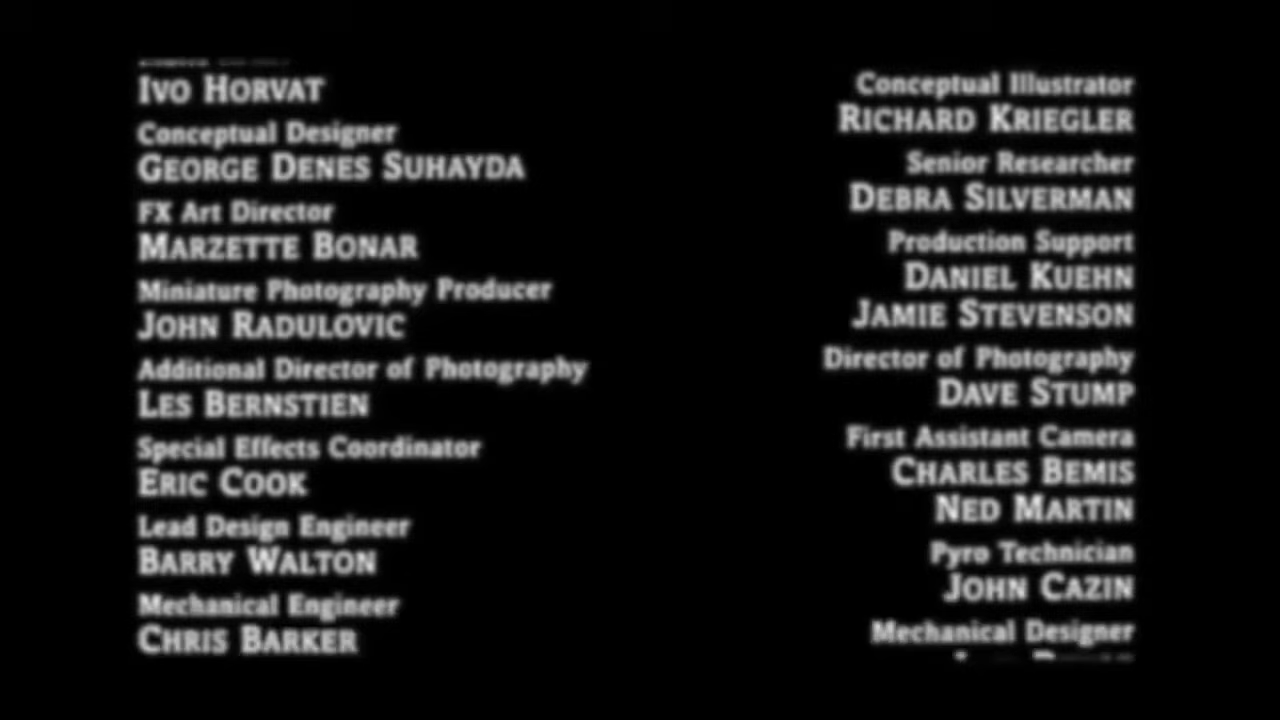 IVO HORVAT
Conceptual Designer
GEORGE DENES SUHAYDA
FX Art Director
MARZETTE BONAR
Miniature Photography Producer
JOHN RADULOVIC
Additional Director of Photography
LES BERNSTIEN
Special Effects Coordinator
ERIC COOK
Lead Design Engineer
BARRY WALTON
Mechanical Engineer
CHRIS BARKER
Conceptual Illustrator
RICHARD KRIEGLER
Senior Researcher
DEBRA SILVERMAN
Production Support
DANIEL KUEHN
JAMIE STEVENSON
Director of Photography
DAVE STUMP
First Assistant Camera
CHARLES BEMIS
NED MARTIN
Pyro Technician
JOHN CAZIN
Mechanical Designer